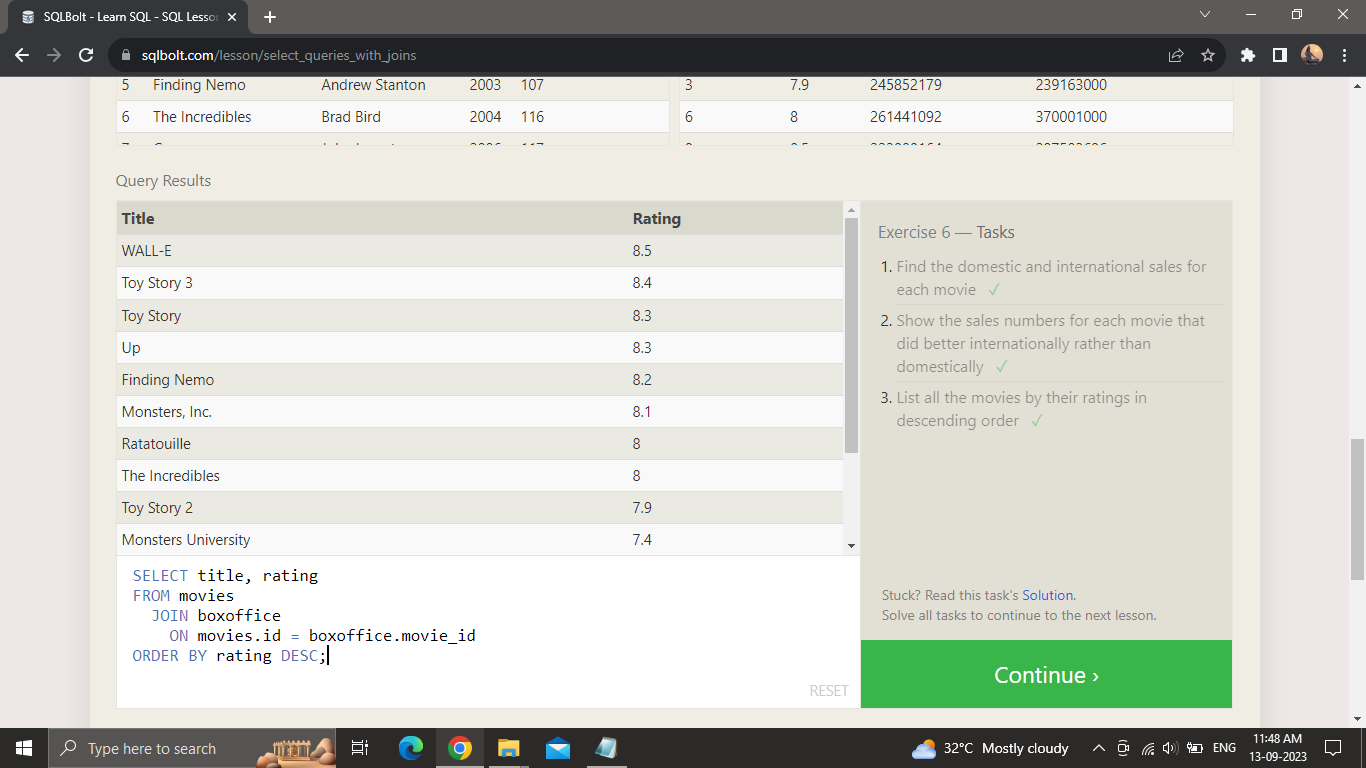 SQLBolt - Learn SQL - SQL Lesson
sqlbolt.com/lesson/select_queries_with_joins
5 Finding Nemo Andrew Stanton 2003 107 3 7.9 245852179 239163000
6 The Incredibles Brad Bird 2004 116 6 8 261441092 370001000
Query Results
Title Rating
WALL-E 8.5
Toy Story 3 8.4
Toy Story 8.3
Up 8.3
Finding Nemo 8.2
Monsters, Inc. 8.1
Ratatouille 8
The Incredibles 8
Toy Story 2 7.9
Monsters University 7.4
SELECT title, rating
FROM movies
JOIN boxoffice
ON movies.id = boxoffice.movie_id
ORDER BY rating DESC;
RESET
Exercise 6 — Tasks
1. Find the domestic and international sales for
each movie ✓
2. Show the sales numbers for each movie that
did better internationally rather than
domestically ✓
3. List all the movies by their ratings in
descending order ✓
Stuck? Read this task's Solution.
Solve all tasks to continue to the next lesson.
Continue ›
Type here to search
32°C Mostly cloudy
ENG
11:48 AM
13-09-2023